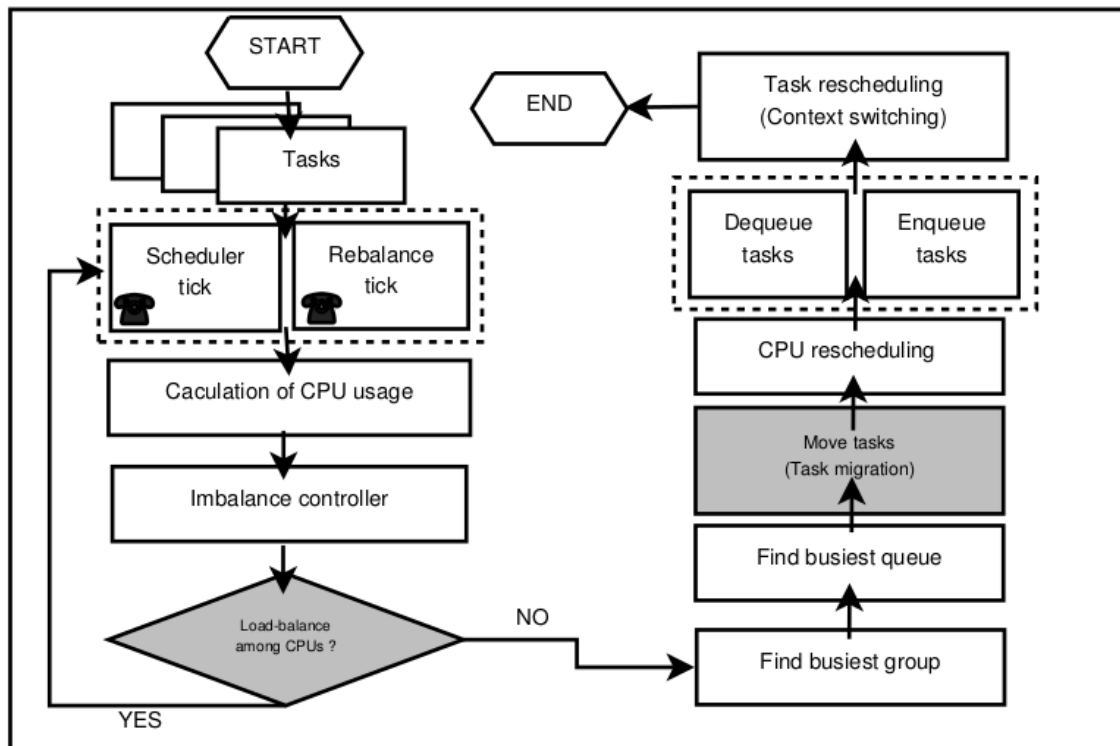 START
Tasks
Scheduler
tick
Rebalance
tick
Caculation of CPU usage
Imbalance controller
Load-balance
among CPUs ?
YES
NO
Find busiest group
Find busiest queue
Move tasks
(Task migration)
CPU rescheduling
Dequeue
tasks
Enqueue
tasks
Task rescheduling
(Context switching)
END